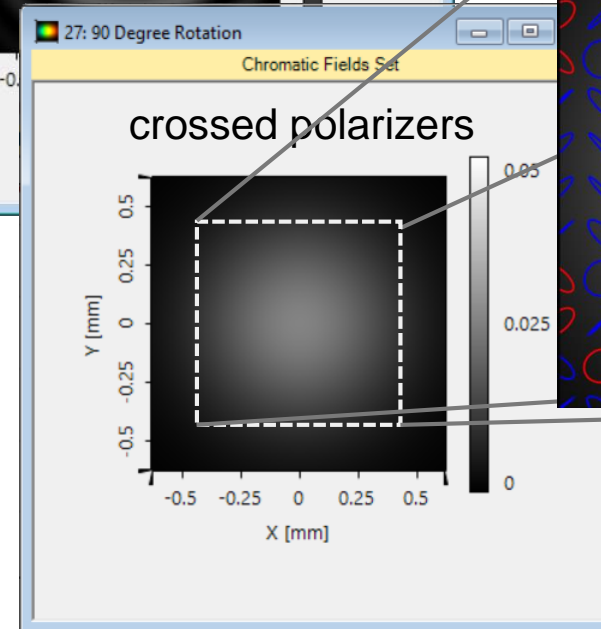 -0.
27: 90 Degree Rotation
Chromatic Fields Set
crossed polarizers
0.05
0.5
0.25
0
-0.25
-0.5
Y [mm]
0.025
0
-0.5 -0.25 0 0.25 0.5
X [mm]